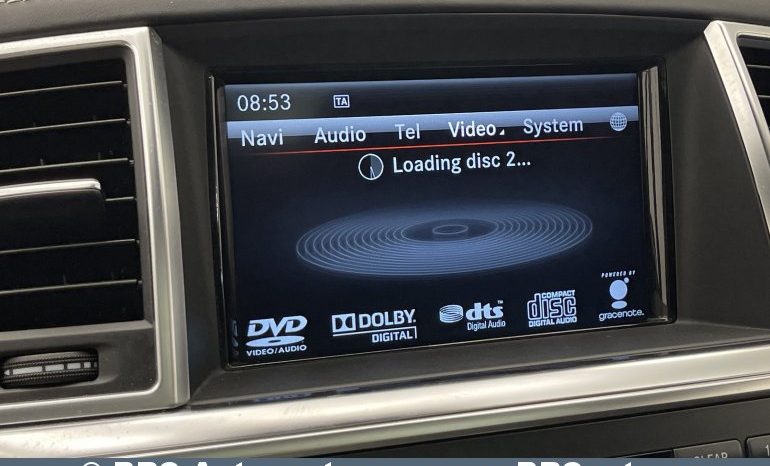 08:53 TA
Navi Audio Tel Video System
Loading disc 2...
DVD
VIDEO/AUDIO
DOLBY
DIGITAL
dts
Digital Audio
COMPACT
disc
DIGITAL AUDIO
POWERED BY
gracenote.
CLEAR